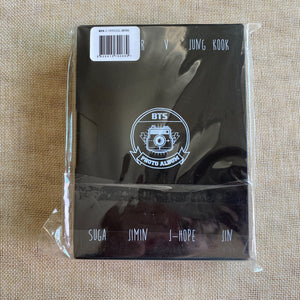 V JUNG KOOK
BTS
PHOTO ALBUM
SUGA JIMIN J-HOPE JIN